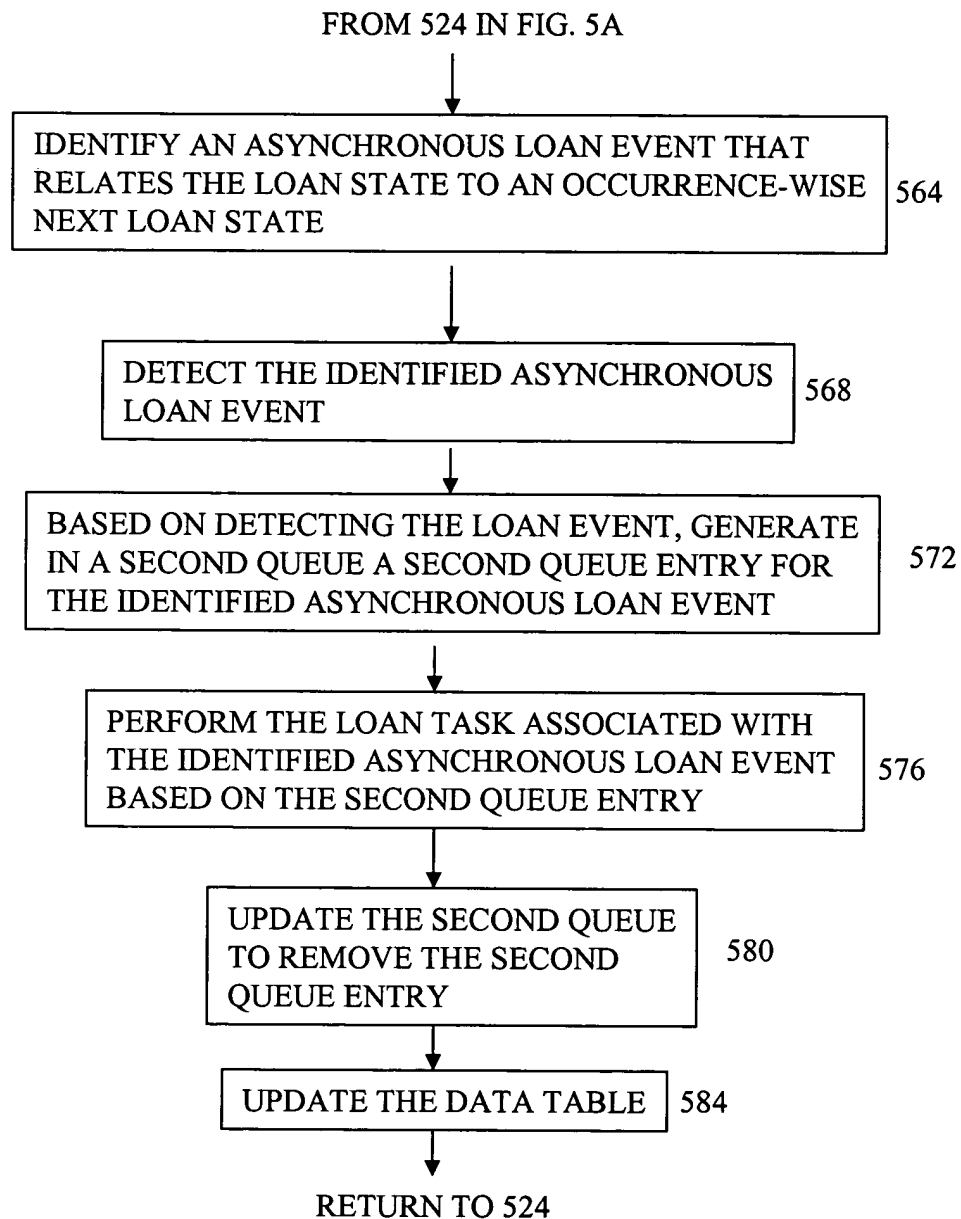 FROM 524 IN FIG. 5A
IDENTIFY AN ASYNCHRONOUS LOAN EVENT THAT
RELATES THE LOAN STATE TO AN OCCURRENCE-WISE
NEXT LOAN STATE
564
DETECT THE IDENTIFIED ASYNCHRONOUS
LOAN EVENT
568
BASED ON DETECTING THE LOAN EVENT, GENERATE
IN A SECOND QUEUE A SECOND QUEUE ENTRY FOR
THE IDENTIFIED ASYNCHRONOUS LOAN EVENT
572
PERFORM THE LOAN TASK ASSOCIATED WITH
THE IDENTIFIED ASYNCHRONOUS LOAN EVENT
BASED ON THE SECOND QUEUE ENTRY
576
UPDATE THE SECOND QUEUE
TO REMOVE THE SECOND
QUEUE ENTRY
580
UPDATE THE DATA TABLE
584
RETURN TO 524